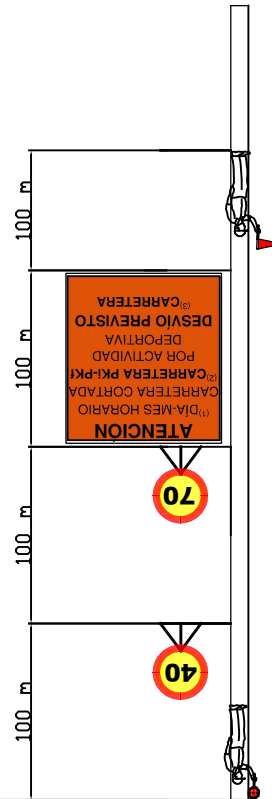 100 m
100 m
100 m
100 m
ATENCIÓN
(1)DÍA-MES HORARIO
CARRETERA CORTADA
(2)CARRETERA PKi-PKf
POR ACTIVIDAD
DEPORTIVA
DESVÍO PREVISTO
(3)CARRETERA
70
40